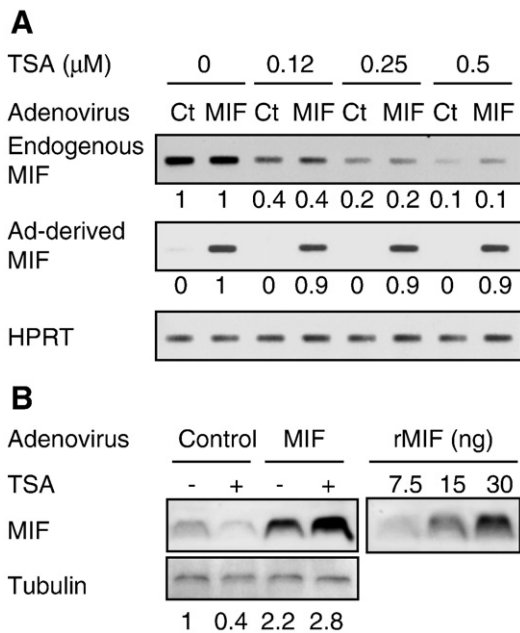 A
TSA (μM) 0 0.12 0.25 0.5
Adenovirus Ct MIF Ct MIF Ct MIF Ct MIF
Endogenous
MIF
1 1 0.4 0.4 0.2 0.2 0.1 0.1
Ad-derived
MIF
0 1 0 0.9 0 0.9 0 0.9
HPRT
B
Adenovirus Control MIF rMIF (ng)
TSA - + - + 7.5 15 30
MIF
Tubulin
1 0.4 2.2 2.8